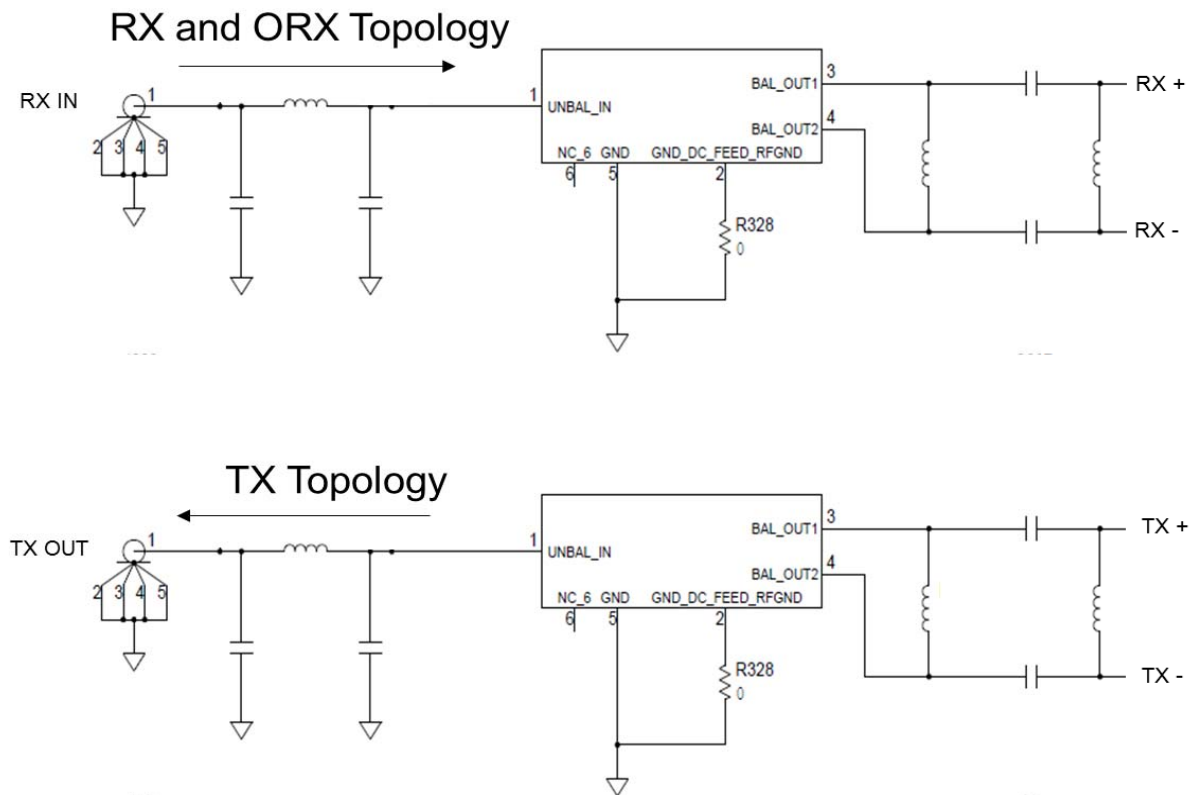 RX and ORX Topology
RX IN
1
2 3 4 5
1
UNBAL_IN
BAL_OUT1
3
BAL_OUT2
4
NC_6 GND GND_DC_FEED_RFGND
6 5 2
R328
0
RX +
RX -
TX Topology
TX OUT
1
2 3 4 5
1
UNBAL_IN
BAL_OUT1
3
BAL_OUT2
4
NC_6 GND GND_DC_FEED_RFGND
6 5 2
R328
0
TX +
TX -